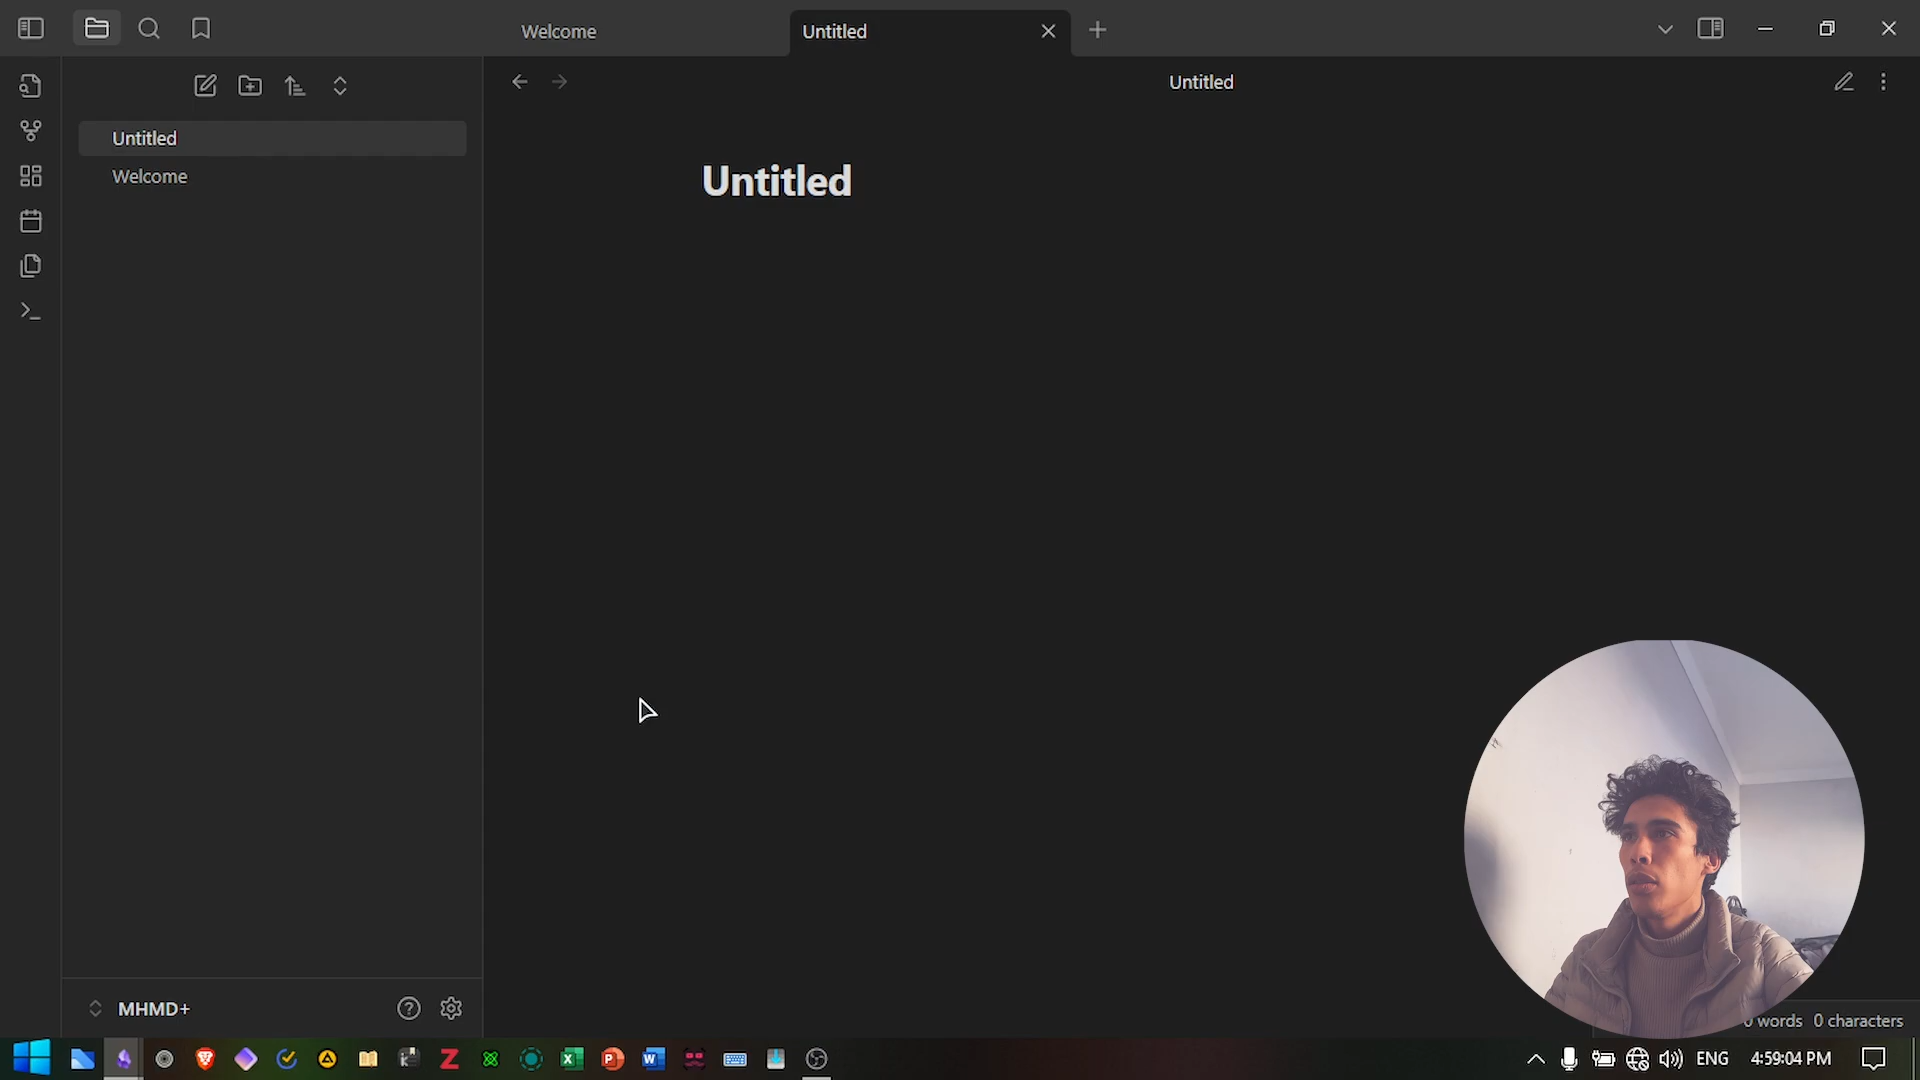 Welcome
Untitled
Untitled
Untitled
Welcome
Untitled
MHMD+
words 0 characters
ENG
4:59:04 PM